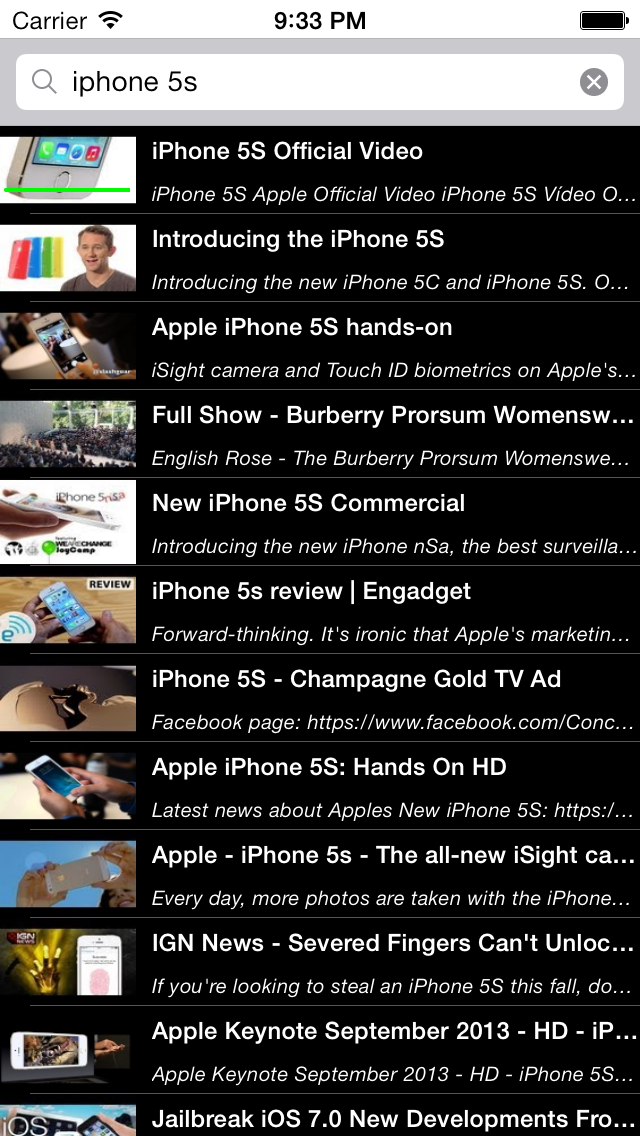 Carrier 9:33 PM
iphone 5s
iPhone 5S Official Video
iPhone 5S Apple Official Video iPhone 5S Vídeo O...
Introducing the iPhone 5S
Introducing the new iPhone 5C and iPhone 5S. O...
Apple iPhone 5S hands-on
iSight camera and Touch ID biometrics on Apple's...
Full Show - Burberry Prorsum Womensw...
English Rose - The Burberry Prorsum Womenswe...
iPhone 5nSa
featuring
WEARECHANGE
JoyCamp
New iPhone 5S Commercial
Introducing the new iPhone nSa, the best surveilla...
REVIEW
iPhone 5s review | Engadget
Forward-thinking. It's ironic that Apple's marketin...
iPhone 5S - Champagne Gold TV Ad
Facebook page: https://www.facebook.com/Conc...
Apple iPhone 5S: Hands On HD
Latest news about Apples New iPhone 5S: https:/...
Apple - iPhone 5s - The all-new iSight ca...
Every day, more photos are taken with the iPhone...
IGN
NEWS
IGN News - Severed Fingers Can't Unloc...
If you're looking to steal an iPhone 5S this fall, do...
Apple Keynote September 2013 - HD - iP...
Apple Keynote September 2013 - HD - iPhone 5S...
iOS
Jailbreak iOS 7.0 New Developments Fro...